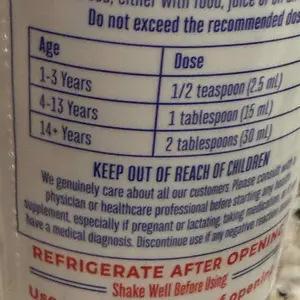 either with food, juice or
Do not exceed the recommended dos
Age Dose
1-3 Years 1/2 teaspoon (2.5 mL)
4-13 Years 1 tablespoon (15 mL)
14+ Years 2 tablespoons (30 mL)
KEEP OUT OF REACH OF CHILDREN
We genuinely care about all our customers. Please consult with
physician or healthcare professional before starting any
supplement, especially if pregnant or lactating, taking
have a medical diagnosis. Discontinue use if any negative
REFRIGERATE AFTER OPENING
Shake Well Before Using
Use of opening